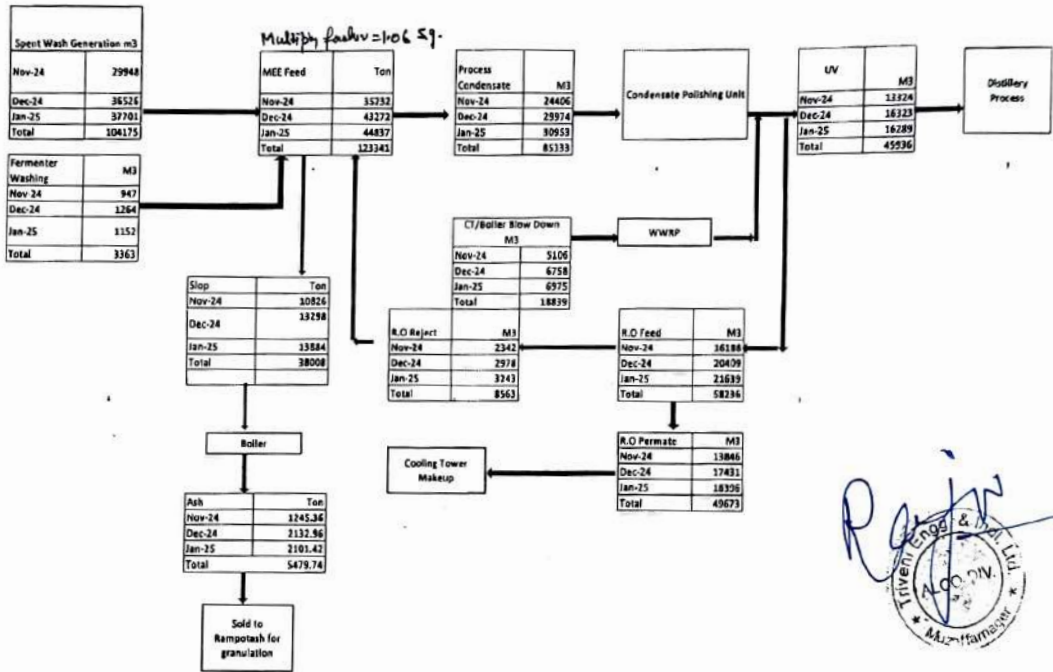 Multiply factor = 1.06 Sg.
Spent Wash Generation m3
Nov-24 29948
Dec-24 36526
Jan-25 37701
Total 104175
Fermenter Washing M3
Nov-24 947
Dec-24 1264
Jan-25 1152
Total 3363
MEE Feed Ton
Nov-24 35232
Dec-24 43272
Jan-25 44837
Total 123341
Process Condensate M3
Nov-24 24406
Dec-24 29974
Jan-25 30953
Total 85333
Condensate Polishing Unit
UV M3
Nov-24 13324
Dec-24 16323
Jan-25 16289
Total 45936
Distillery
Process
CT/Boiler Blow Down
M3
Nov-24 5106
Dec-24 6758
Jan-25 6975
Total 18839
WWRP
Slop Ton
Nov-24 10826
Dec-24 13298
Jan-25 13884
Total 38008
R.O Reject M3
Nov-24 2342
Dec-24 2978
Jan-25 3243
Total 8563
R.O Feed M3
Nov-24 16188
Dec-24 20409
Jan-25 21639
Total 58236
Boiler
Cooling Tower
Makeup
R.O Permate M3
Nov-24 13846
Dec-24 17431
Jan-25 18396
Total 49673
Ash Ton
Nov-24 1245.36
Dec-24 2132.96
Jan-25 2101.42
Total 5479.74
Sold to
Rampotash for
granulation
Triveni Engg. & Indl. Ltd.
ALCO. DIV.
* Muzaffarnagar *